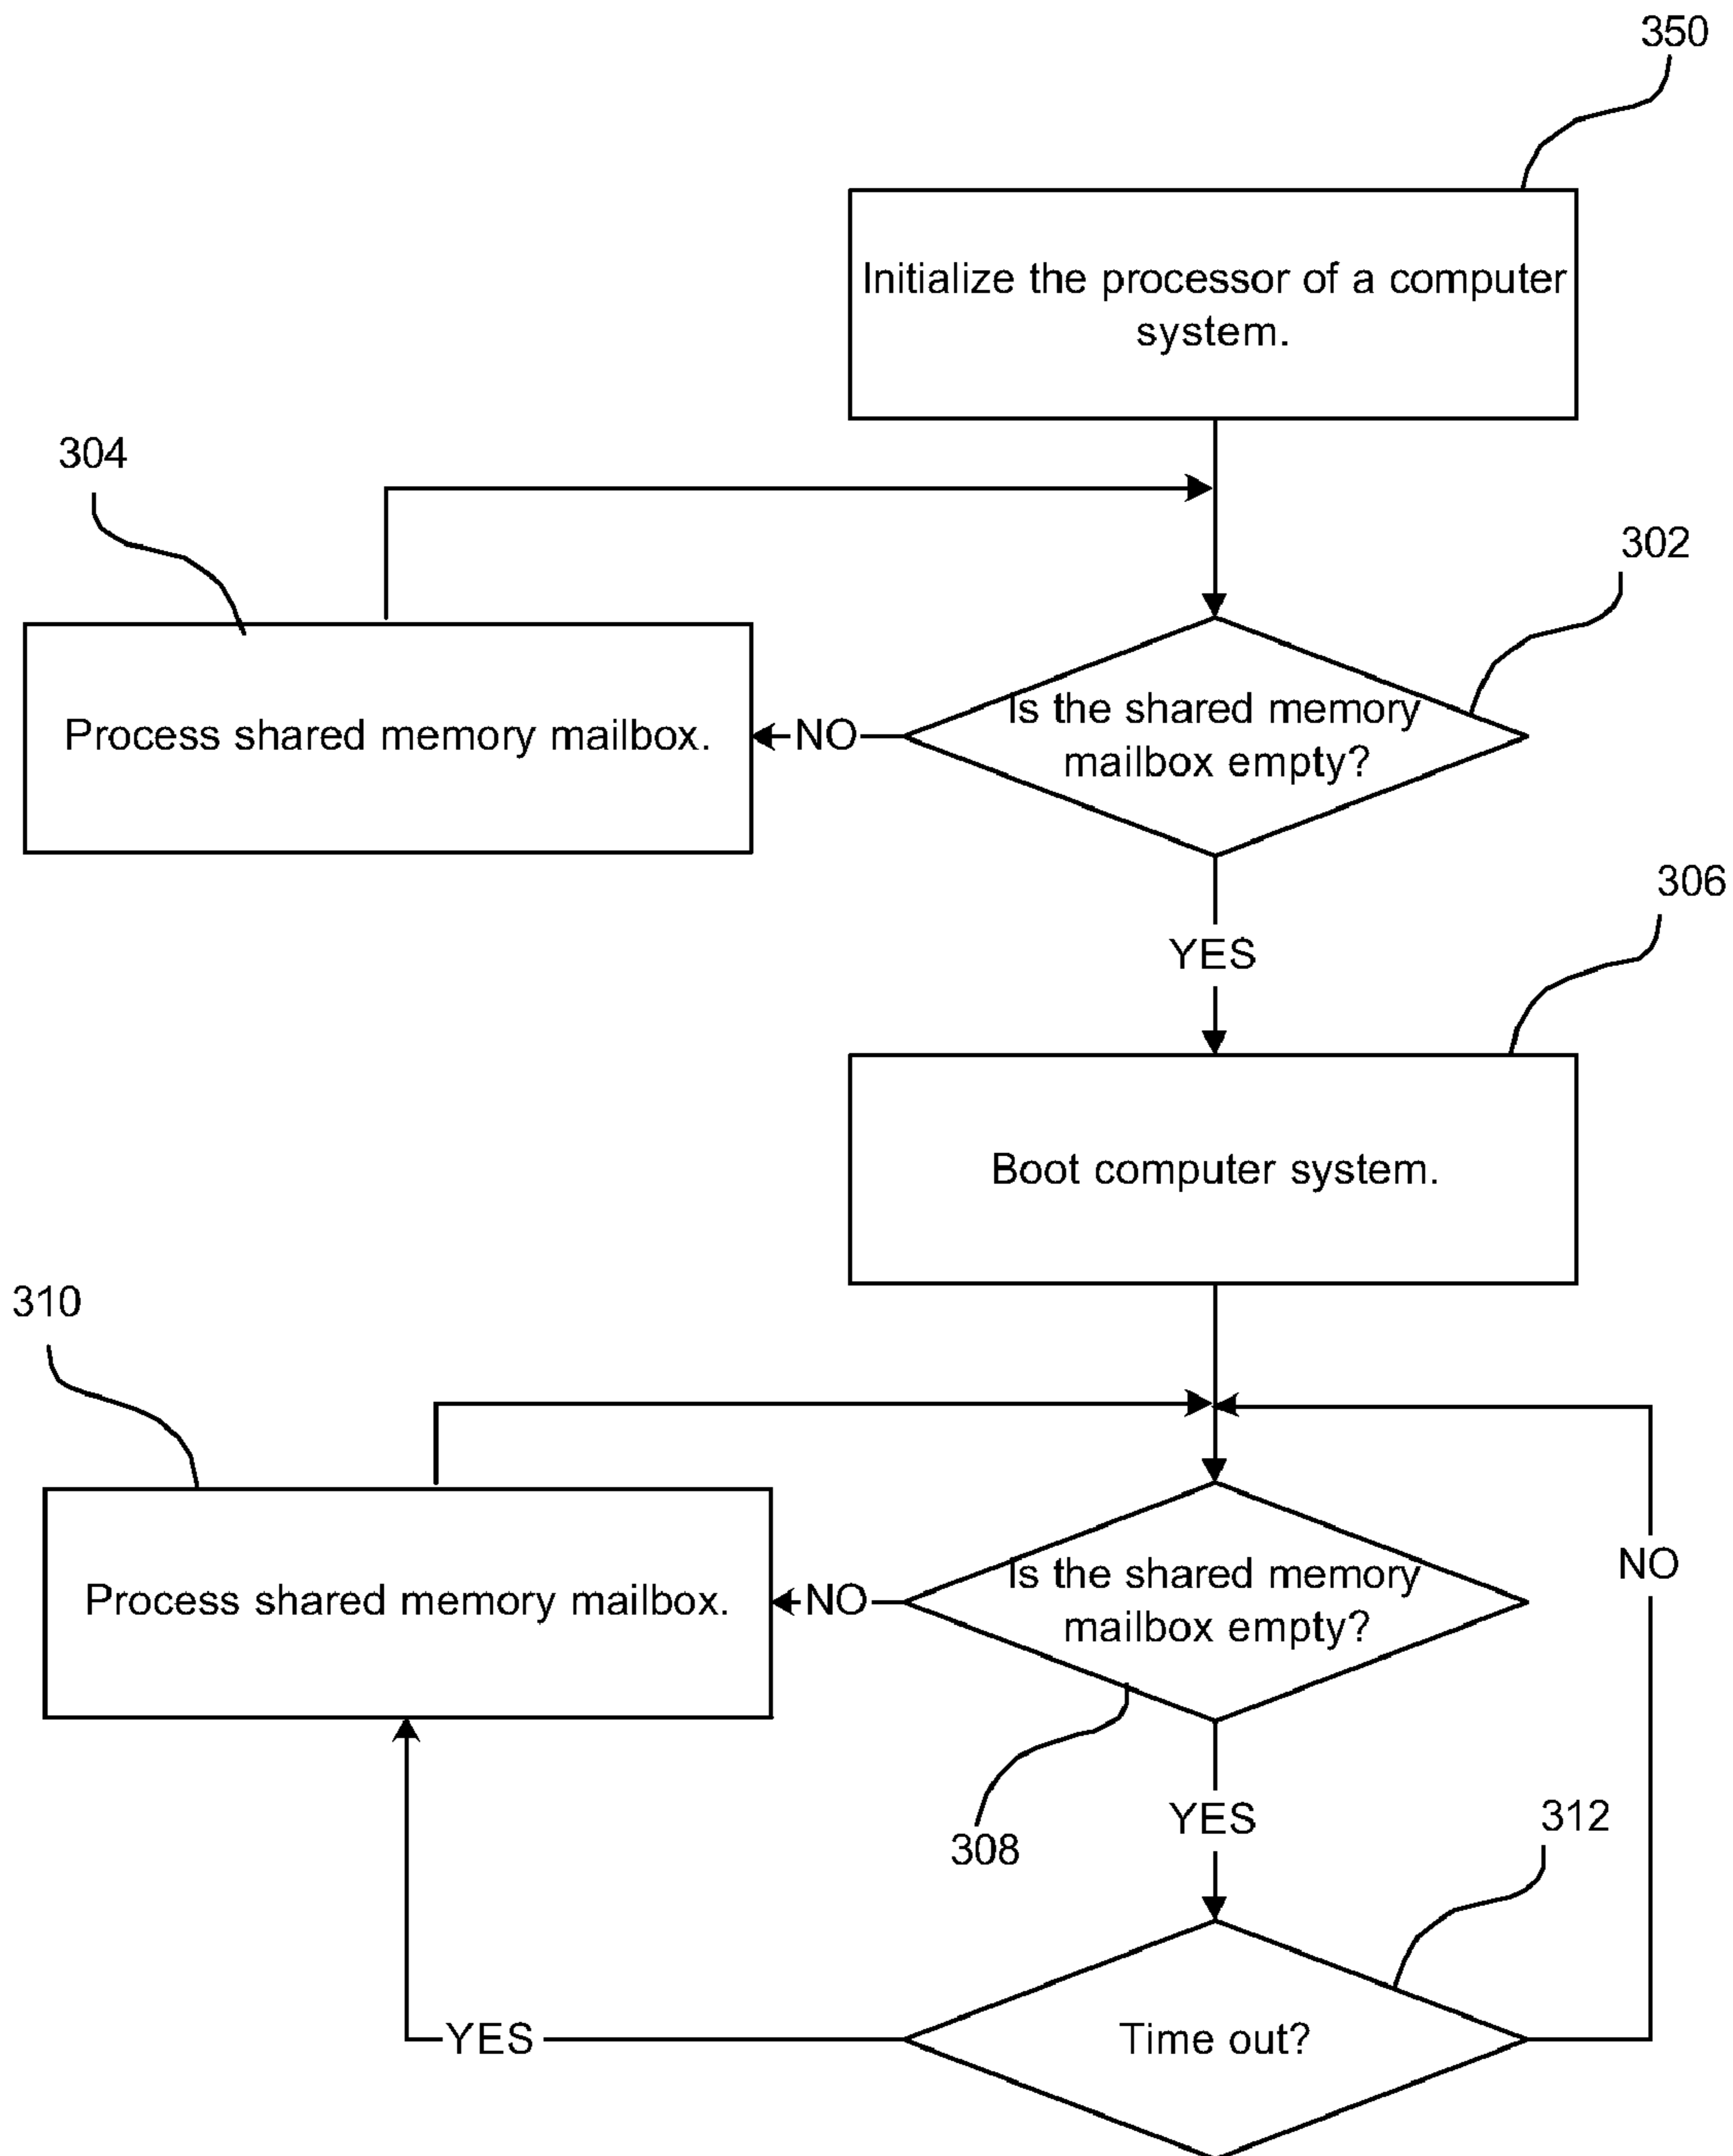 350
Initialize the processor of a computer
system.
304
302
Is the shared memory
mailbox empty?
NO
Process shared memory mailbox.
YES
306
Boot computer system.
310
Is the shared memory
mailbox empty?
NO
Process shared memory mailbox.
NO
308
YES
312
Time out?
YES